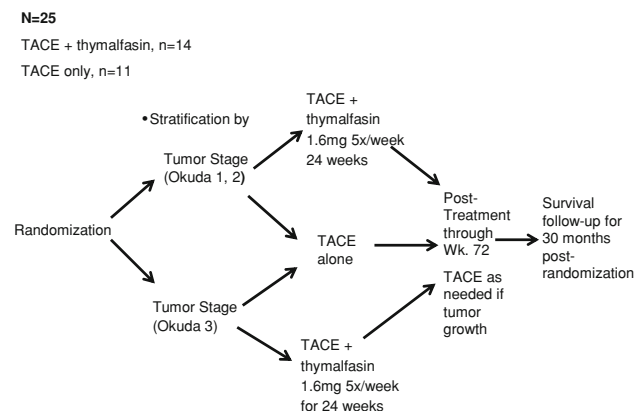 N=25
TACE + thymalfasin, n=14
TACE only, n=11
•Stratification by
TACE +
thymalfasin
1.6mg 5x/week
24 weeks
Tumor Stage
(Okuda 1, 2)
Randomization
TACE
alone
Post-
Treatment
through
Wk. 72
Survival
follow-up for
30 months
post-
randomization
TACE as
needed if
tumor
growth
Tumor Stage
(Okuda 3)
TACE +
thymalfasin
1.6mg 5x/week
for 24 weeks